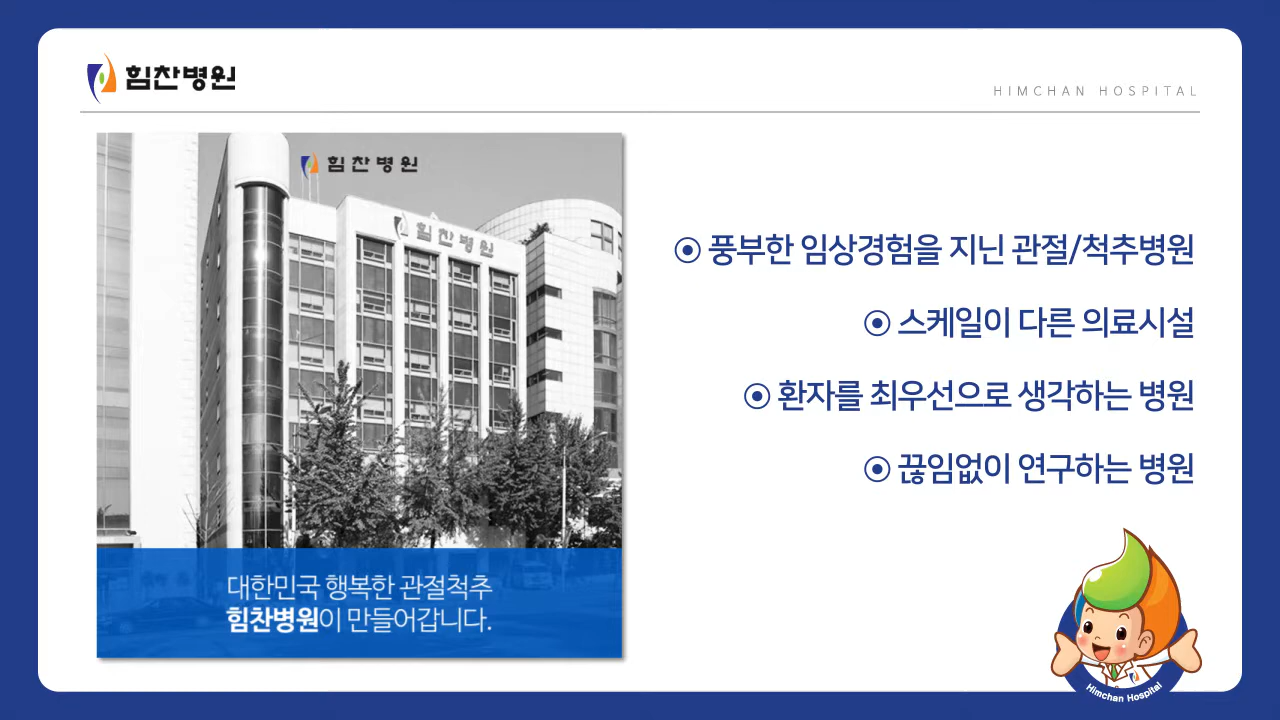 힘찬병원
HIMCHAN HOSPITAL
힘찬병원
힘찬병원
대한민국 행복한 관절척추
힘찬병원이 만들어갑니다.
◉ 풍부한 임상경험을 지닌 관절/척추병원
◉ 스케일이 다른 의료시설
◉ 환자를 최우선으로 생각하는 병원
◉ 끊임없이 연구하는 병원
Himchan Hospital